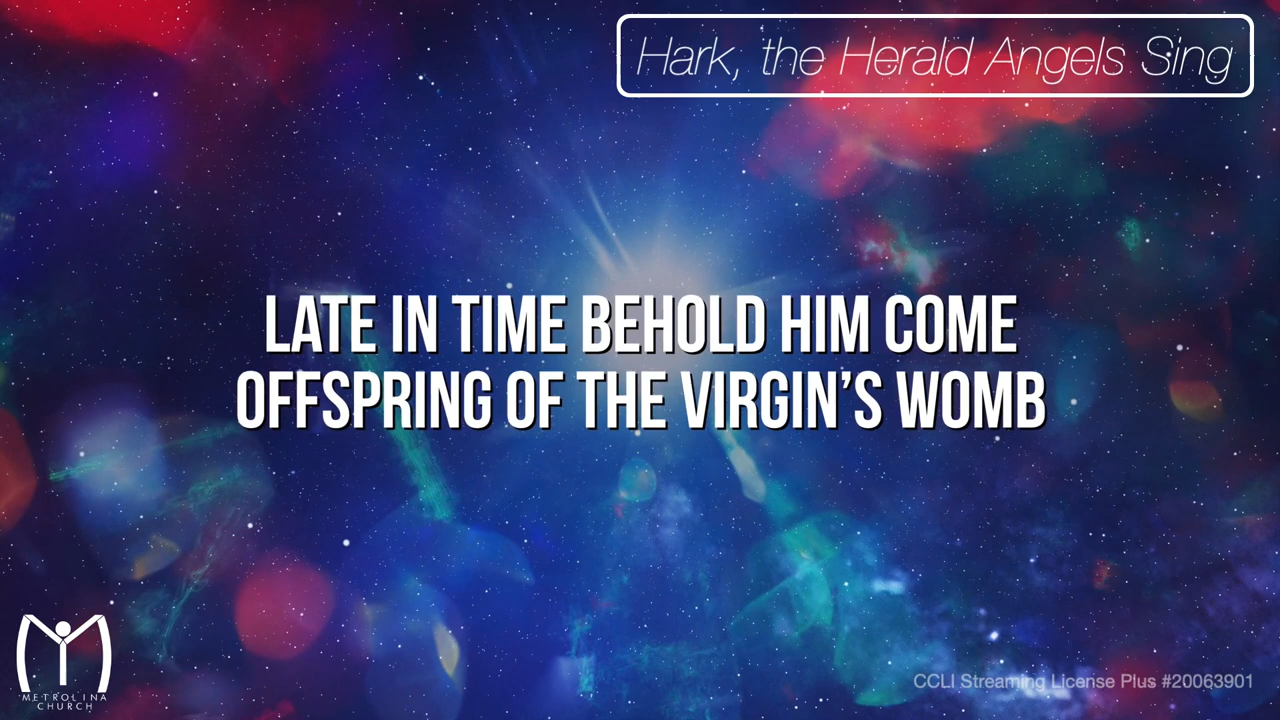 Hark, the Herald Angels Sing
LATE IN TIME BEHOLD HIM COME
OFFSPRING OF THE VIRGIN’S WOMB
METROLINA
CHURCH
CCLI Streaming License Plus #20063901